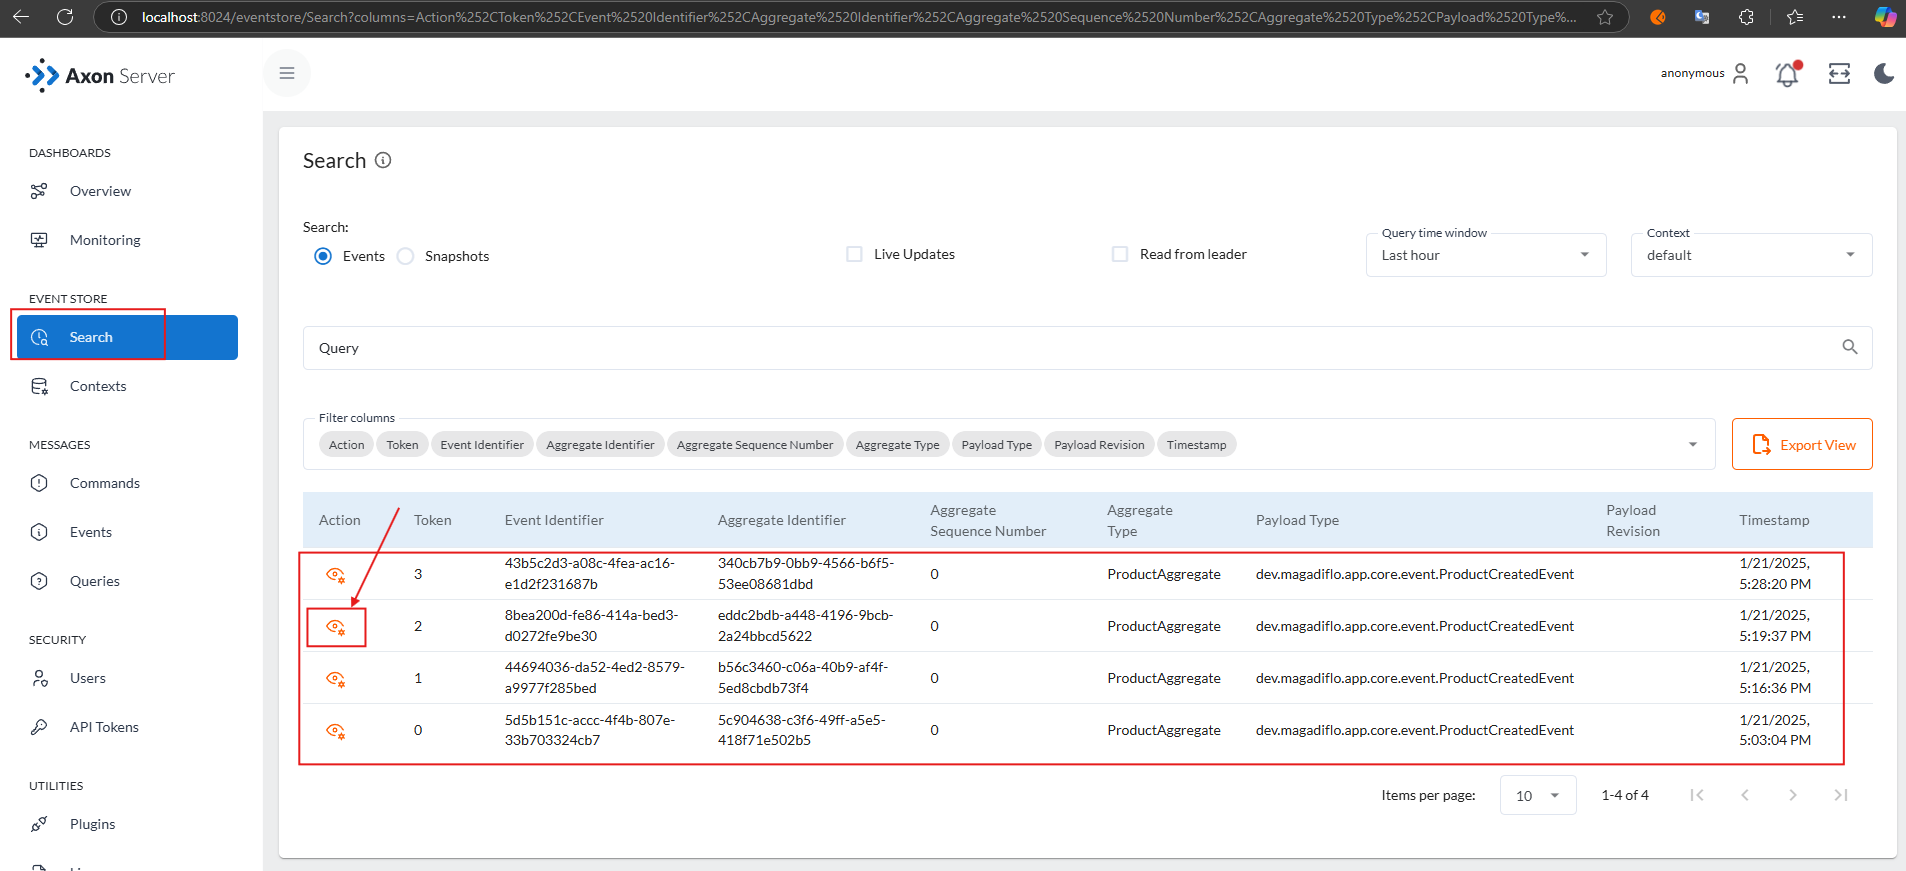 localhost:8024/eventstore/Search?columns=Action%252CToken%252CEvent%2520Identifier%252CAggregate%2520Identifier%252CAggregate%2520Sequence%2520Number%252CAggregate%2520Type%252CPayload%2520Type%...
Axon Server
anonymous
DASHBOARDS
Overview
Monitoring
EVENT STORE
Search
Contexts
MESSAGES
Commands
Events
Queries
SECURITY
Users
API Tokens
UTILITIES
Plugins
Search
Search:
Events Snapshots Live Updates Read from leader
Query time window
Last hour
Context
default
Query
Filter columns
Action Token Event Identifier Aggregate Identifier Aggregate Sequence Number Aggregate Type Payload Type Payload Revision Timestamp
Export View
Action Token Event Identifier Aggregate Identifier Aggregate Sequence Number Aggregate Type Payload Type Payload Revision Timestamp
3 43b5c2d3-a08c-4fea-ac16-e1d2f231687b 340cb7b9-0bb9-4566-b6f5-53ee08681dbd 0 ProductAggregate dev.magadiflo.app.core.event.ProductCreatedEvent 1/21/2025, 5:28:20 PM
2 8bea200d-fe86-414a-bed3-d0272fe9be30 eddc2bdb-a448-4196-9bcb-2a24bbcd5622 0 ProductAggregate dev.magadiflo.app.core.event.ProductCreatedEvent 1/21/2025, 5:19:37 PM
1 44694036-da52-4ed2-8579-a9977f285bed b56c3460-c06a-40b9-af4f-5ed8cbdb73f4 0 ProductAggregate dev.magadiflo.app.core.event.ProductCreatedEvent 1/21/2025, 5:16:36 PM
0 5d5b151c-accc-4f4b-807e-33b703324cb7 5c904638-c3f6-49ff-a5e5-418f71e502b5 0 ProductAggregate dev.magadiflo.app.core.event.ProductCreatedEvent 1/21/2025, 5:03:04 PM
Items per page: 10 1-4 of 4